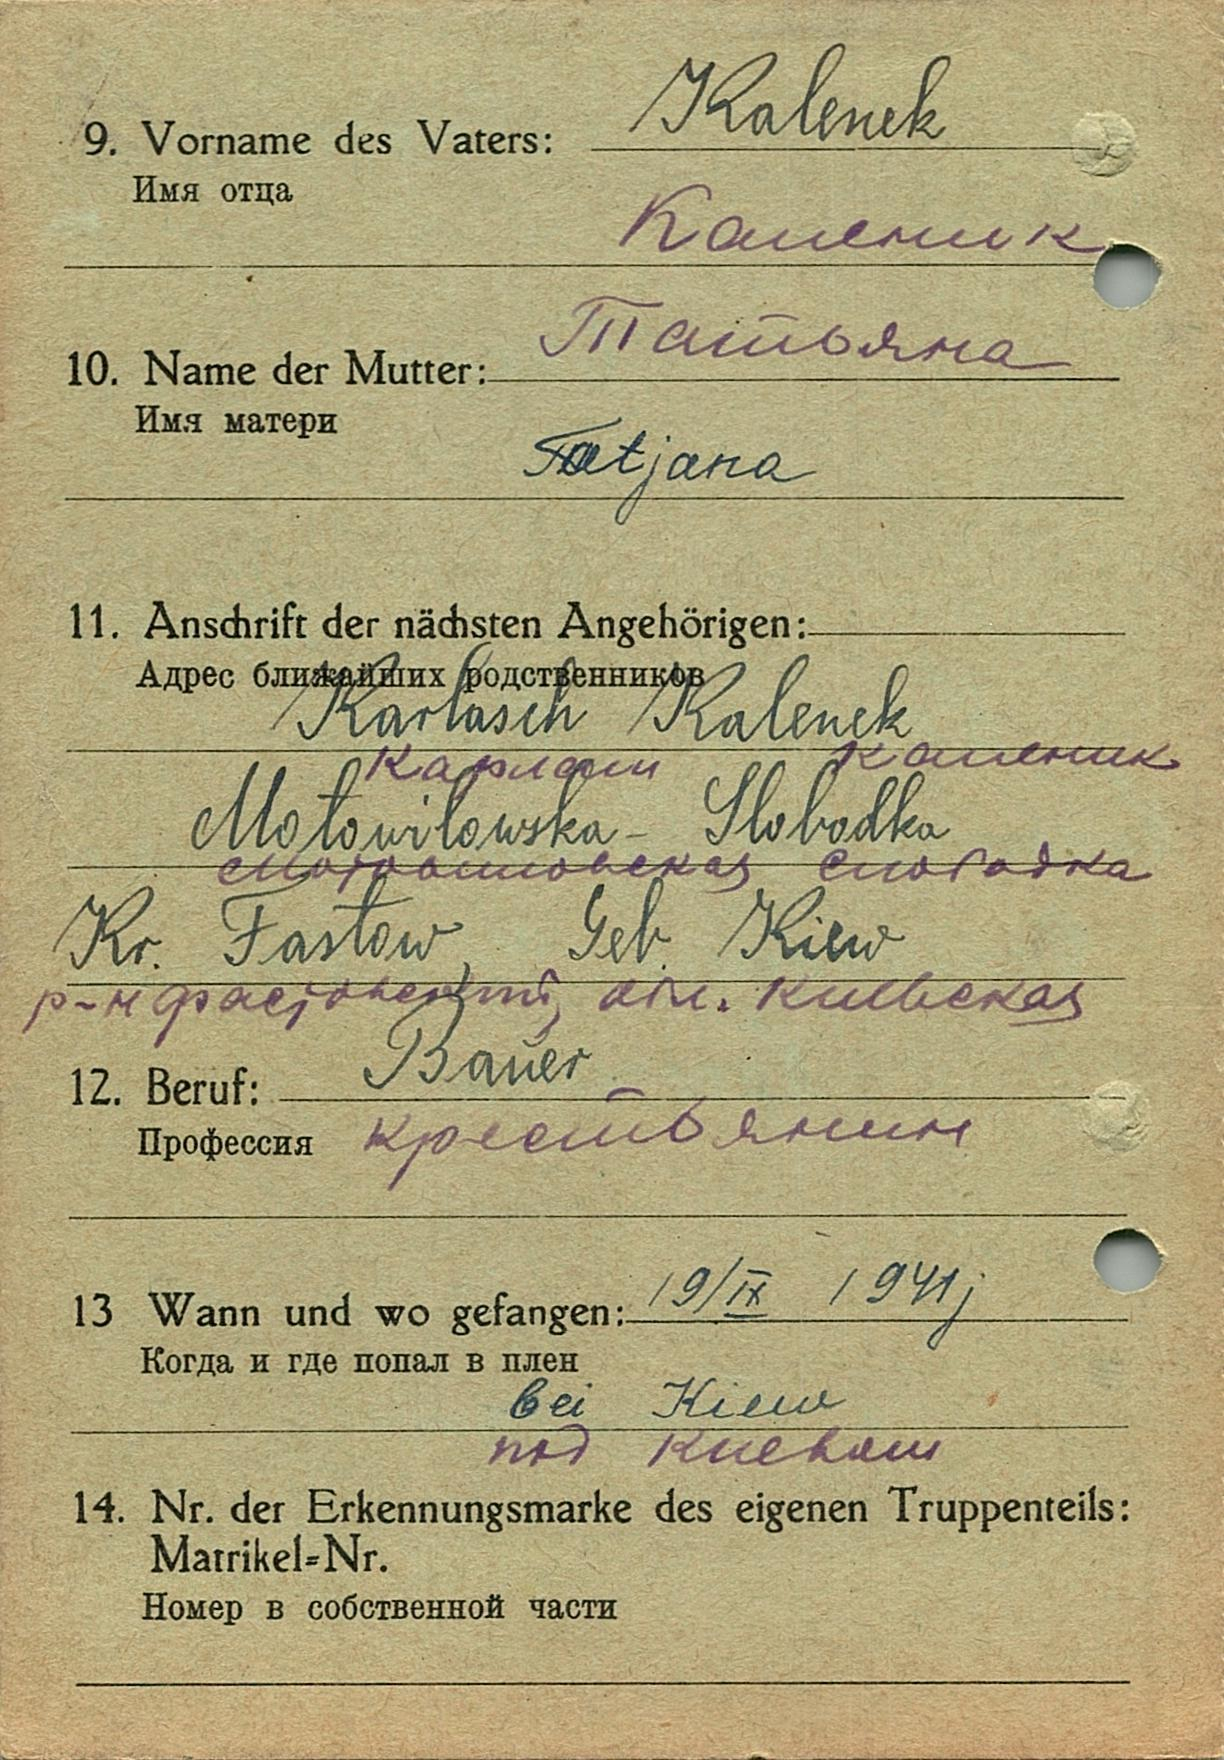 9. Vorname des Vaters: Kalenek
Имя отца
Каленик
Татьяна
10. Name der Mutter:
Имя матери
Tatjana
11. Anschrift der nächsten Angehörigen:
Адрес ближайших родственников
Karlasch Kalenek
Карлаш Каленик
Motowilowska- Slobodka
Мотовиловская Слободка
Kr. Fastow, Geb. Kiew
р-н Фастовский, обл. Киевская
12. Beruf: Bauer
Профессия крестьянин
13 Wann und wo gefangen: 19/IX 1941j
Когда и где попал в плен
bei Kiew
под Киевом
14. Nr. der Erkennungsmarke des eigenen Truppenteils:
Matrikel=Nr.
Номер в собственной части